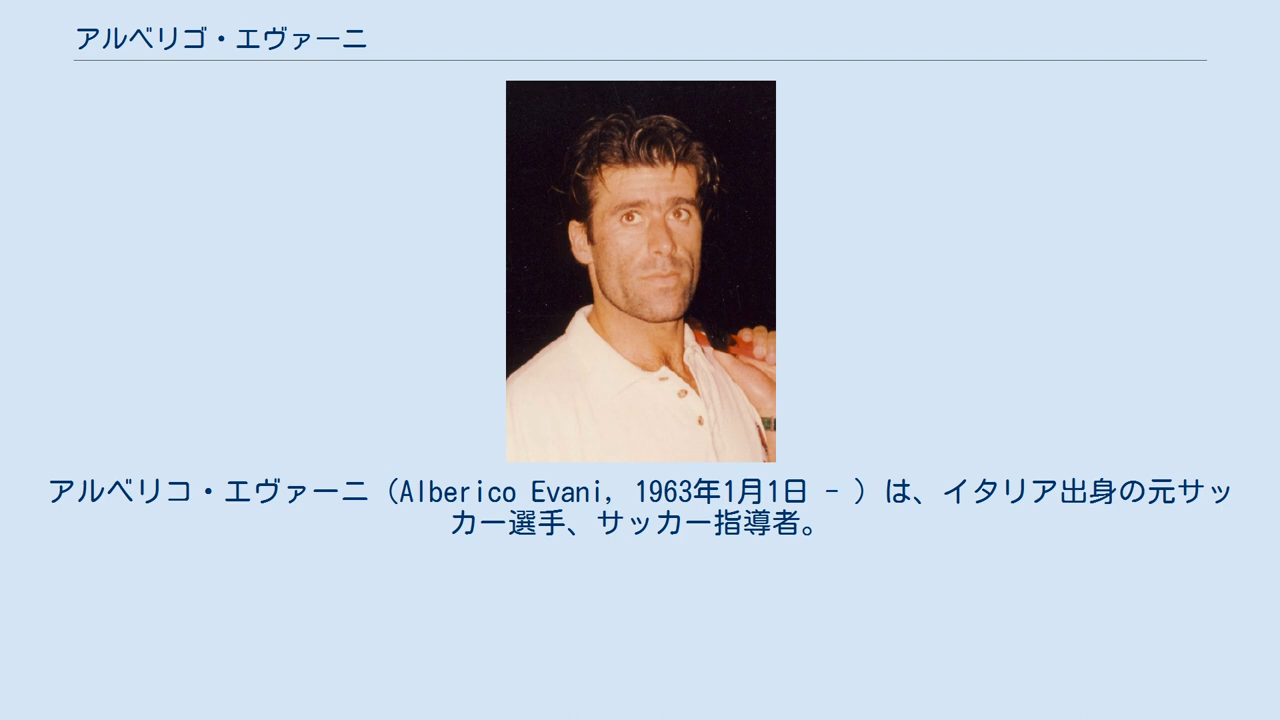 アルベリゴ・エヴァーニ
アルベリコ・エヴァーニ（Alberico Evani, 1963年1月1日 - ）は、イタリア出身の元サッ
カー選手、サッカー指導者。